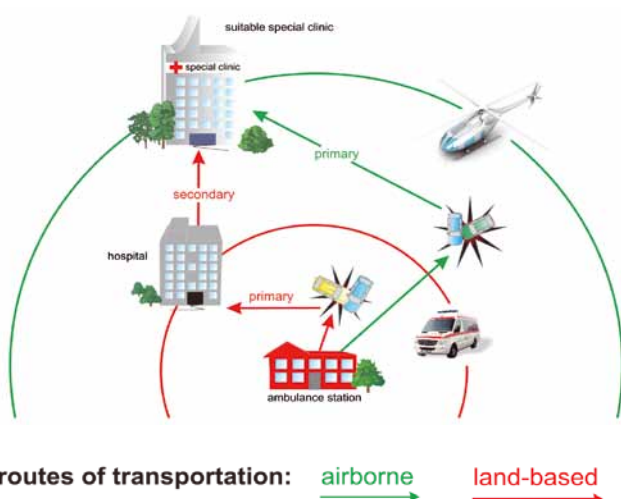 suitable special clinic
special clinic
primary
secondary
hospital
primary
ambulance station
routes of transportation: airborne land-based